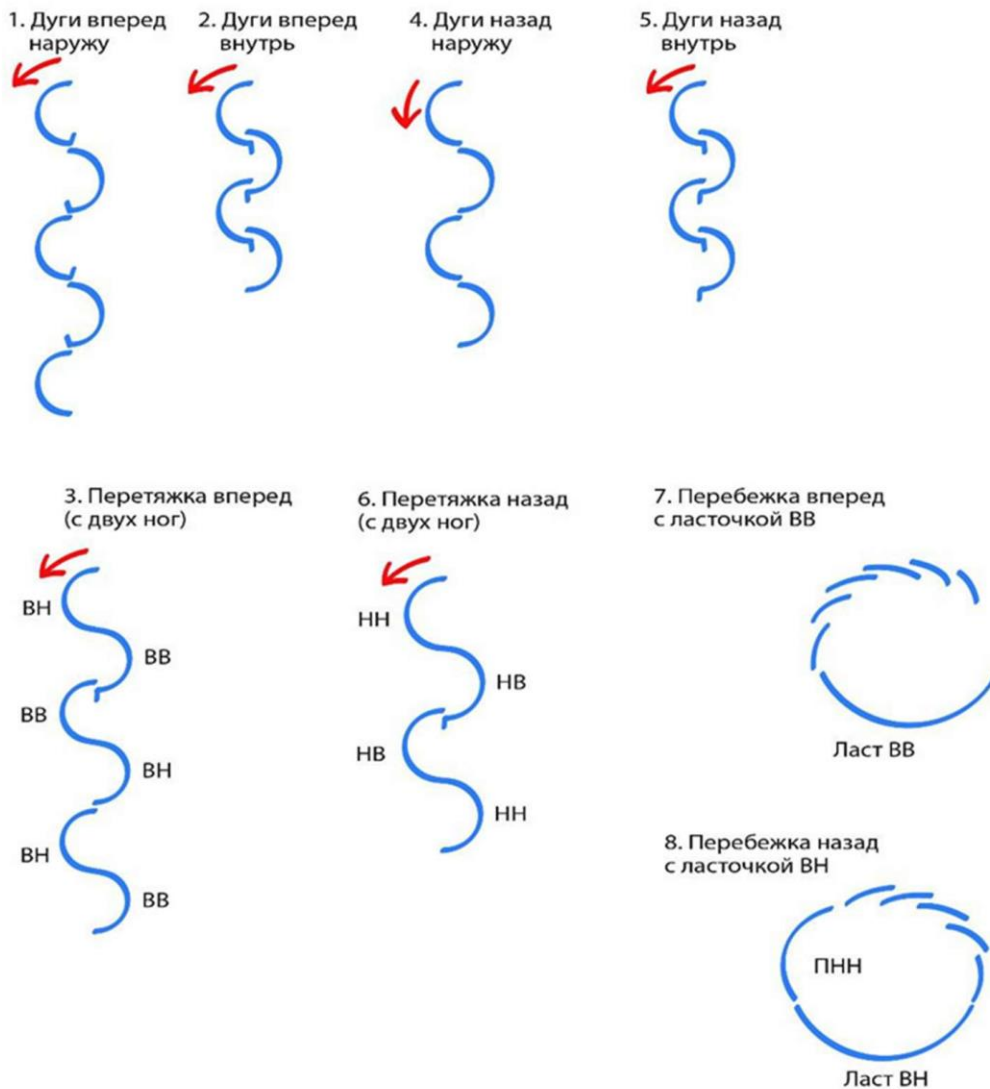 1. Дуги вперед
наружу
2. Дуги вперед
внутрь
4. Дуги назад
наружу
5. Дуги назад
внутрь
3. Перетяжка вперед
(с двух ног)
ВН
ВВ
ВВ
ВН
ВН
ВВ
6. Перетяжка назад
(с двух ног)
НН
НВ
НВ
НН
7. Перебежка вперед
с ласточкой ВВ
Ласт ВВ
8. Перебежка назад
с ласточкой ВН
ПНН
Ласт ВН